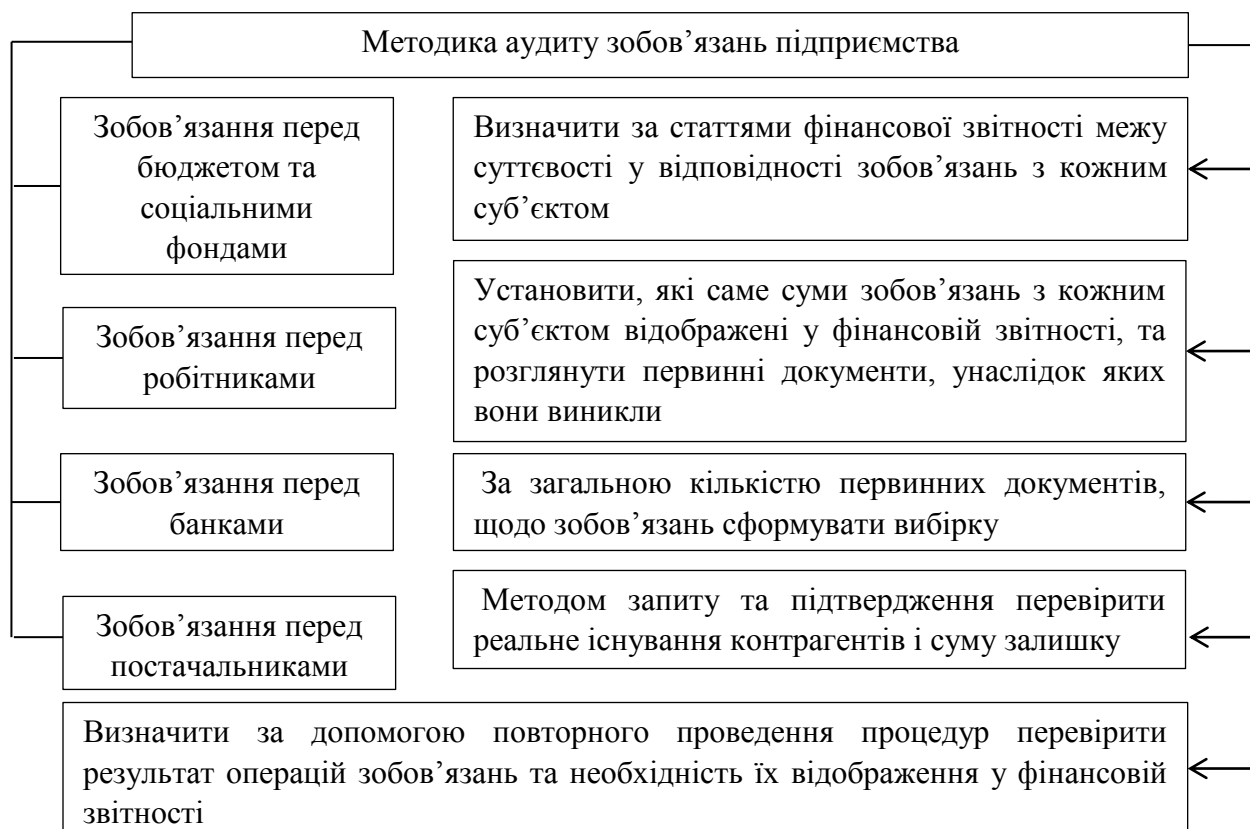 Методика аудиту зобов’язань підприємства
Зобов’язання перед
бюджетом та
соціальними
фондами
Зобов’язання перед
робітниками
Зобов’язання перед
банками
Зобов’язання перед
постачальниками
Визначити за статтями фінансової звітності межу
суттєвості у відповідності зобов’язань з кожним
суб’єктом
Установити, які саме суми зобов’язань з кожним
суб’єктом відображені у фінансовій звітності, та
розглянути первинні документи, унаслідок яких
вони виникли
За загальною кількістю первинних документів,
щодо зобов’язань сформувати вибірку
Методом запиту та підтвердження перевірити
реальне існування контрагентів і суму залишку
Визначити за допомогою повторного проведення процедур перевірити
результат операцій зобов’язань та необхідність їх відображення у фінансовій
звітності